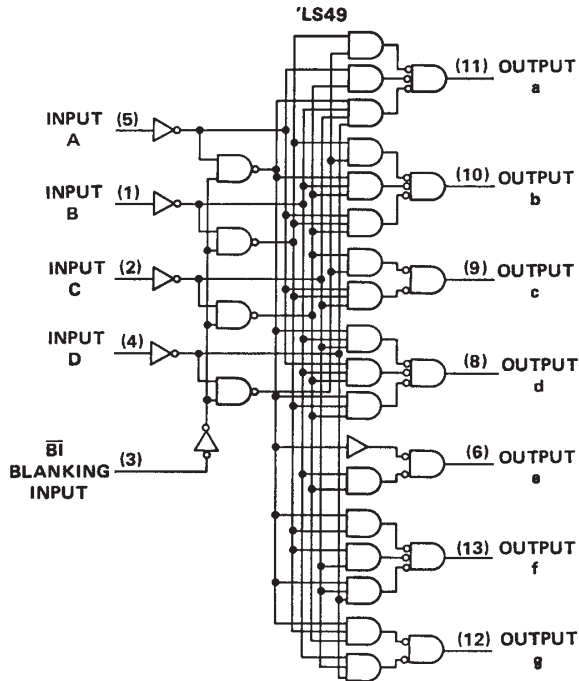 'LS49
(11) OUTPUT
a
INPUT (5)
A
INPUT (1)
B
(10) OUTPUT
b
INPUT (2)
C
(9) OUTPUT
c
INPUT (4)
D
(8) OUTPUT
d
BI (3)
BLANKING
INPUT
(6) OUTPUT
e
(13) OUTPUT
f
(12) OUTPUT
g